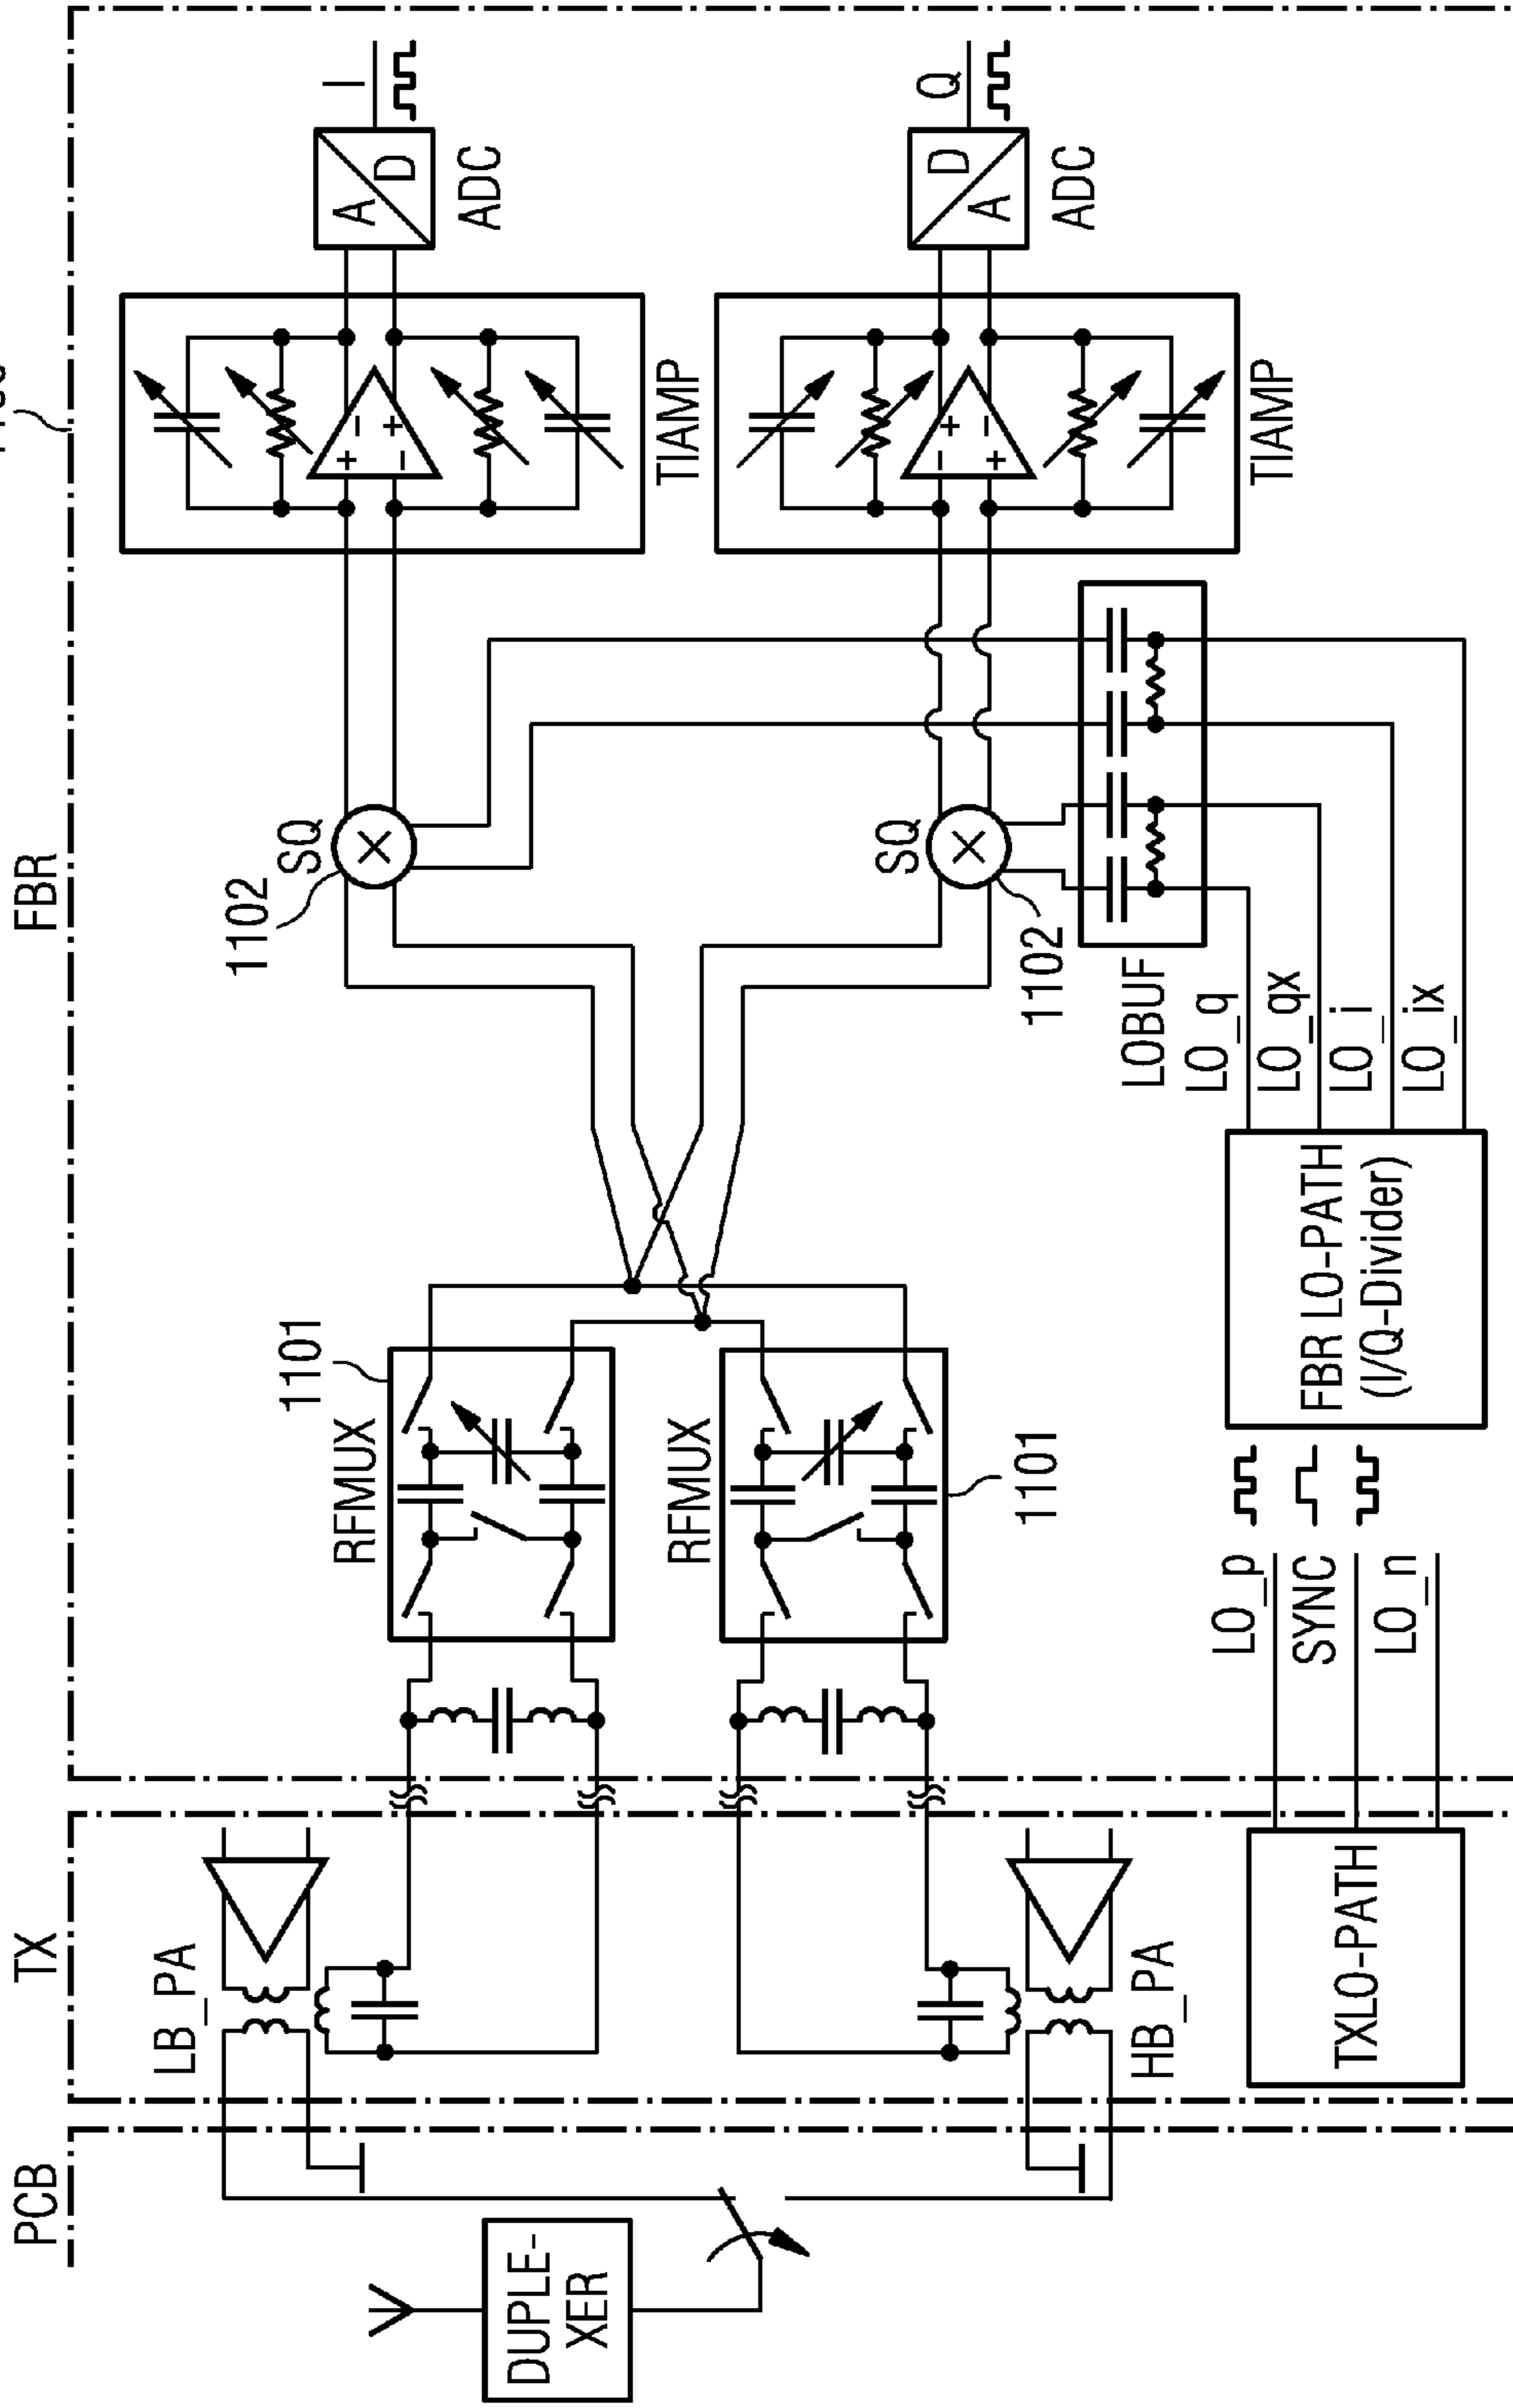 PCB
TX
FBR
DUPLE-
XER
LB_PA
HB_PA
TXLO-PATH
LO_p
SYNC
LO_n
RFMUX
1101
RFMUX
1101
FBR LO-PATH
(I/Q-Divider)
LO_q
LO_qx
LO_i
LO_ix
LOBUF
1102
SQ
1102
SQ
TIAMP
+
-
-
+
TIAMP
-
+
+
-
A
D
ADC
I
A
D
ADC
Q